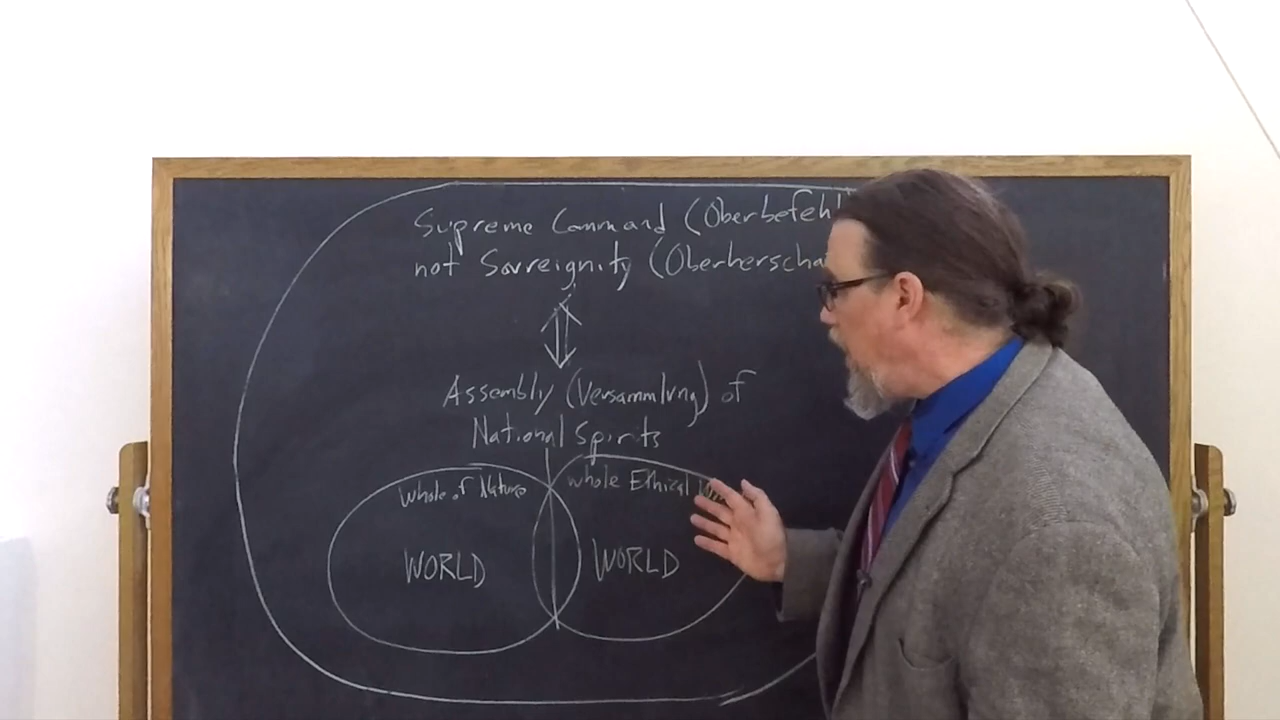 Supreme Command (Oberbefehl
not Sovreignity (Oberherscha
Assembly (Versammlung) of
National Spirits
whole of Nature
whole Ethical
WORLD
WORLD